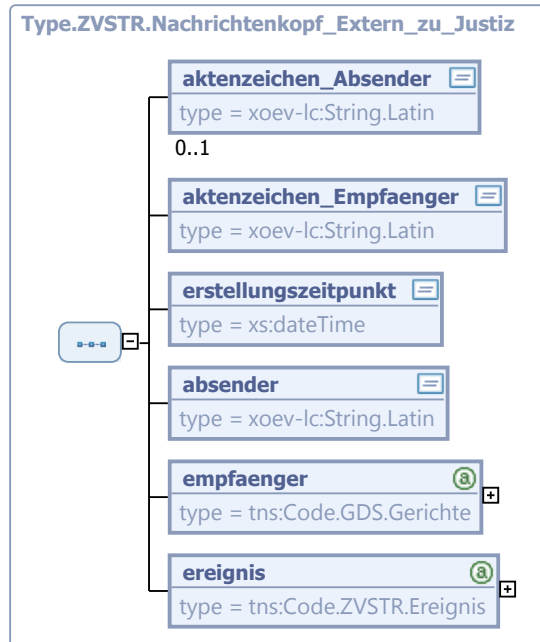 Type.ZVSTR.Nachrichtenkopf_Extern_zu_Justiz
aktenzeichen_Absender
type = xoev-lc:String.Latin
0..1
aktenzeichen_Empfaenger
type = xoev-lc:String.Latin
erstellungszeitpunkt
type = xs:dateTime
absender
type = xoev-lc:String.Latin
empfaenger
type = tns:Code.GDS.Gerichte
ereignis
type = tns:Code.ZVSTR.Ereignis